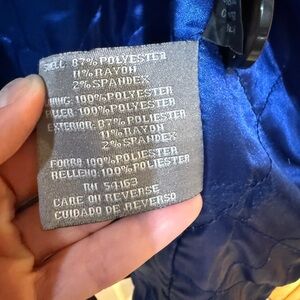 SHELL: 87% POLYESTER
11% RAYON
2% SPANDEX
LINING: 100% POLYESTER
FILLER: 100% POLYESTER
EXTERIOR: 87% POLIESTER
11% RAYON
2% SPANDEX
FORRO: 100% POLIESTER
RELLENO: 100% POLIESTER
RN 54163
CARE ON REVERSE
CUIDADO DE REVERSO